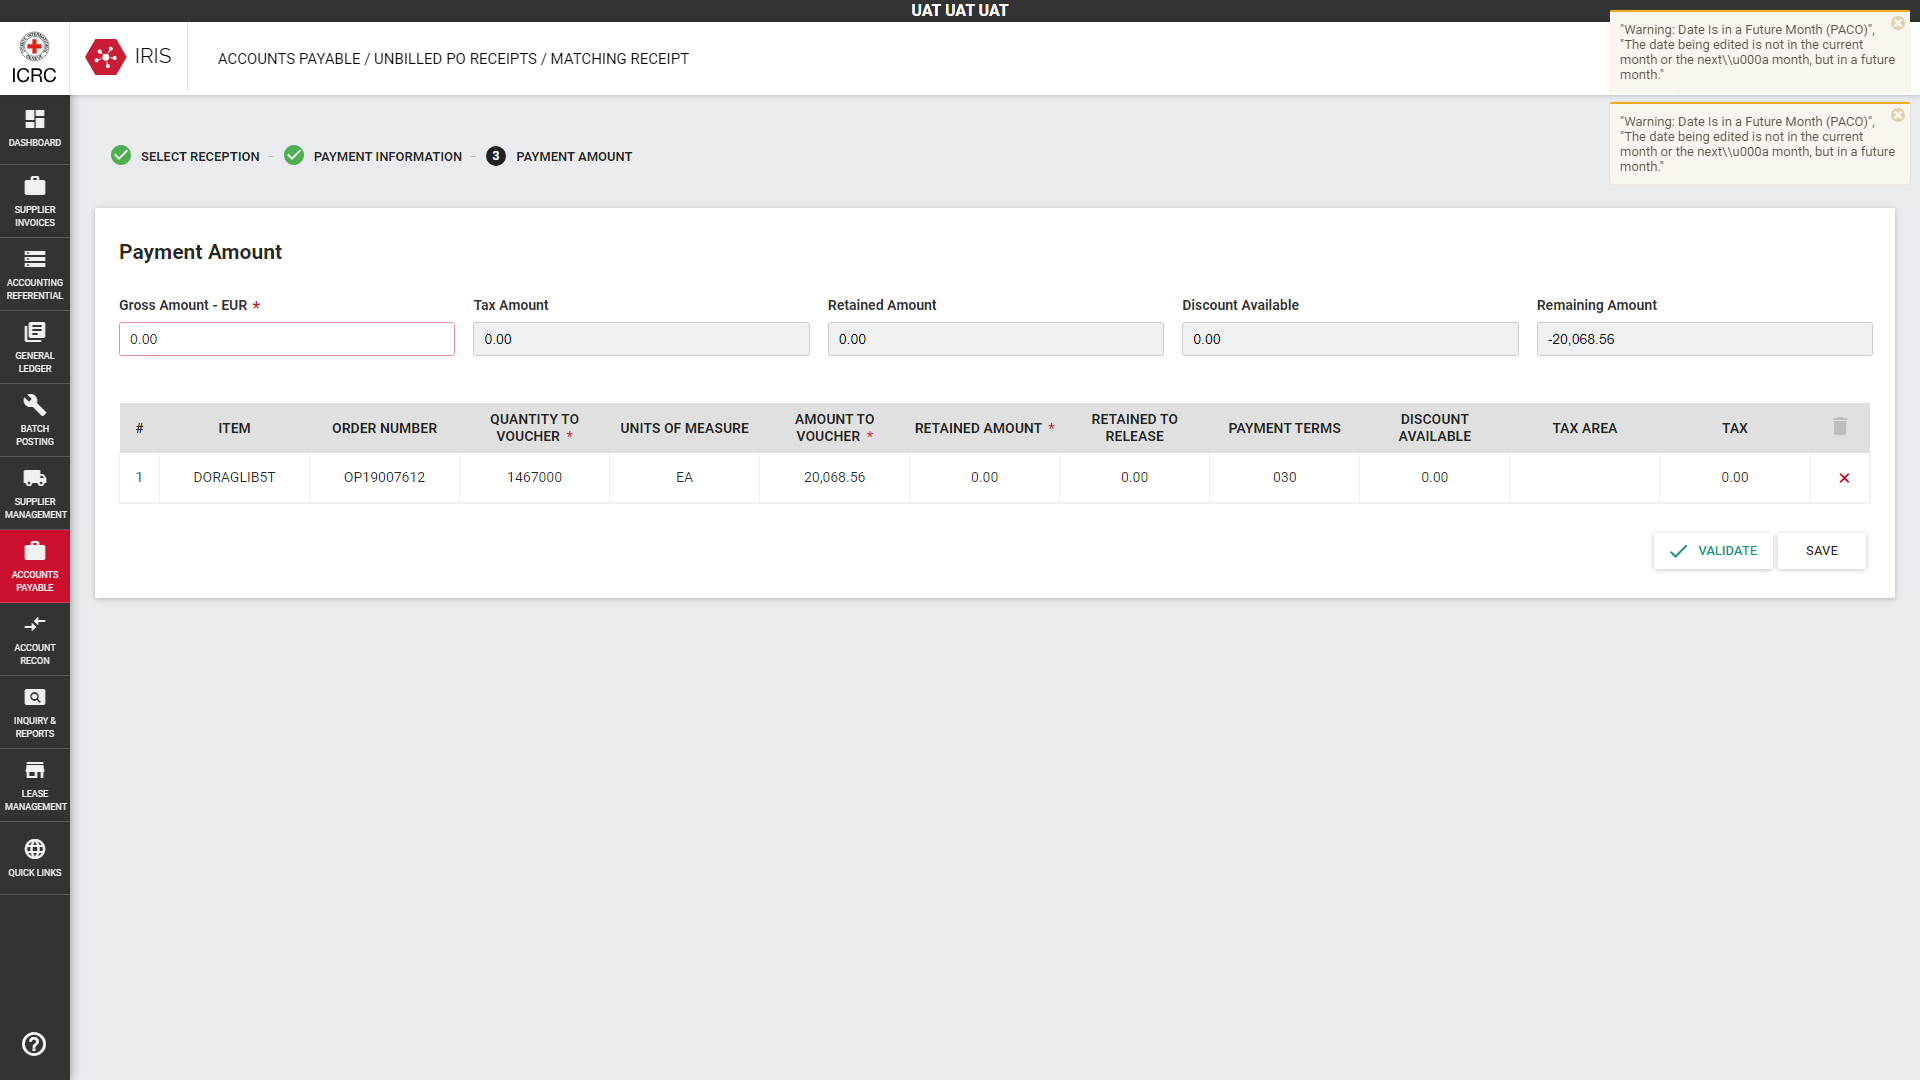 UAT UAT UAT
ICRC
IRIS
ACCOUNTS PAYABLE / UNBILLED PO RECEIPTS / MATCHING RECEIPT
"Warning: Date Is in a Future Month (PACO)",
"The date being edited is not in the current
month or the next\\u000a month, but in a future
month."
"Warning: Date Is in a Future Month (PACO)",
"The date being edited is not in the current
month or the next\\u000a month, but in a future
month."
DASHBOARD
SUPPLIER
INVOICES
ACCOUNTING
REFERENTIAL
GENERAL
LEDGER
BATCH
POSTING
SUPPLIER
MANAGEMENT
ACCOUNTS
PAYABLE
ACCOUNT
RECON
INQUIRY &
REPORTS
LEASE
MANAGEMENT
QUICK LINKS
SELECT RECEPTION – PAYMENT INFORMATION – 3 PAYMENT AMOUNT
Payment Amount
Gross Amount - EUR * Tax Amount Retained Amount Discount Available Remaining Amount
0.00 0.00 0.00 0.00 -20,068.56
# ITEM ORDER NUMBER QUANTITY TO VOUCHER * UNITS OF MEASURE AMOUNT TO VOUCHER * RETAINED AMOUNT * RETAINED TO RELEASE PAYMENT TERMS DISCOUNT AVAILABLE TAX AREA TAX
1 DORAGLIB5T OP19007612 1467000 EA 20,068.56 0.00 0.00 030 0.00 0.00
VALIDATE SAVE